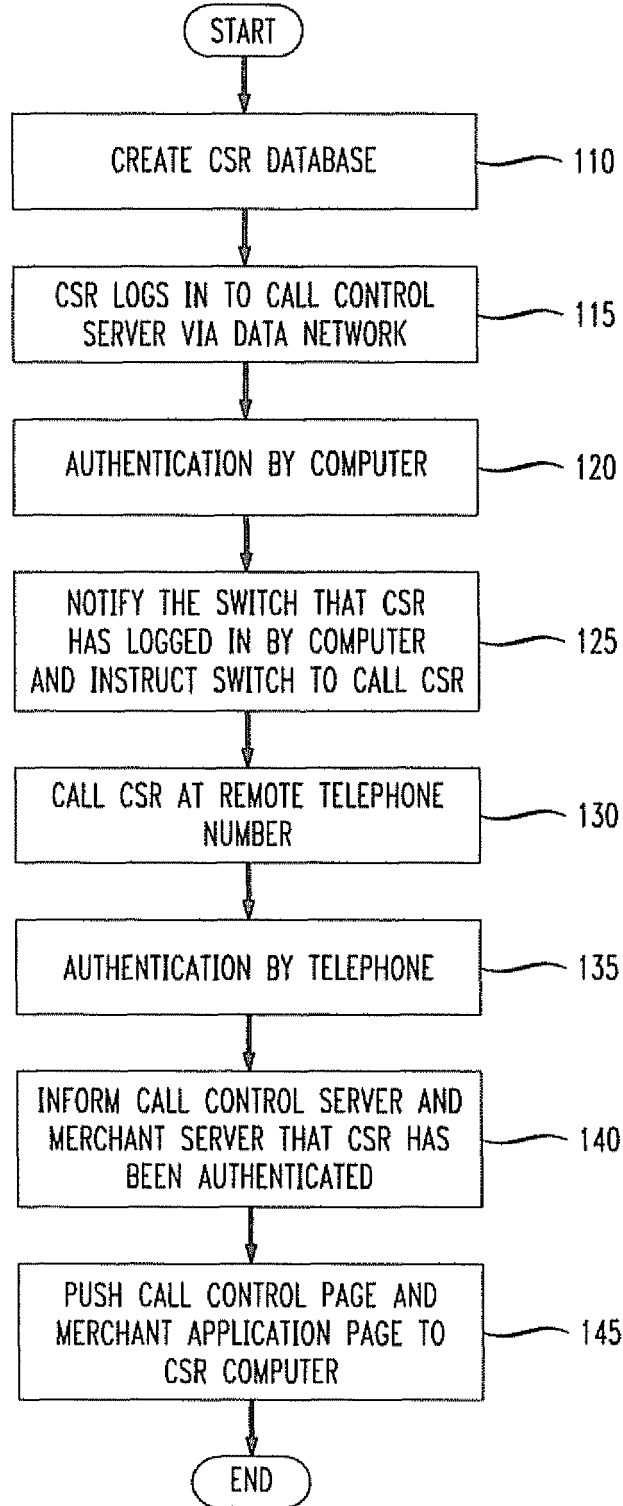 START
CREATE CSR DATABASE
110
CSR LOGS IN TO CALL CONTROL
SERVER VIA DATA NETWORK
115
AUTHENTICATION BY COMPUTER
120
NOTIFY THE SWITCH THAT CSR
HAS LOGGED IN BY COMPUTER
AND INSTRUCT SWITCH TO CALL CSR
125
CALL CSR AT REMOTE TELEPHONE
NUMBER
130
AUTHENTICATION BY TELEPHONE
135
INFORM CALL CONTROL SERVER AND
MERCHANT SERVER THAT CSR HAS
BEEN AUTHENTICATED
140
PUSH CALL CONTROL PAGE AND
MERCHANT APPLICATION PAGE TO
CSR COMPUTER
145
END